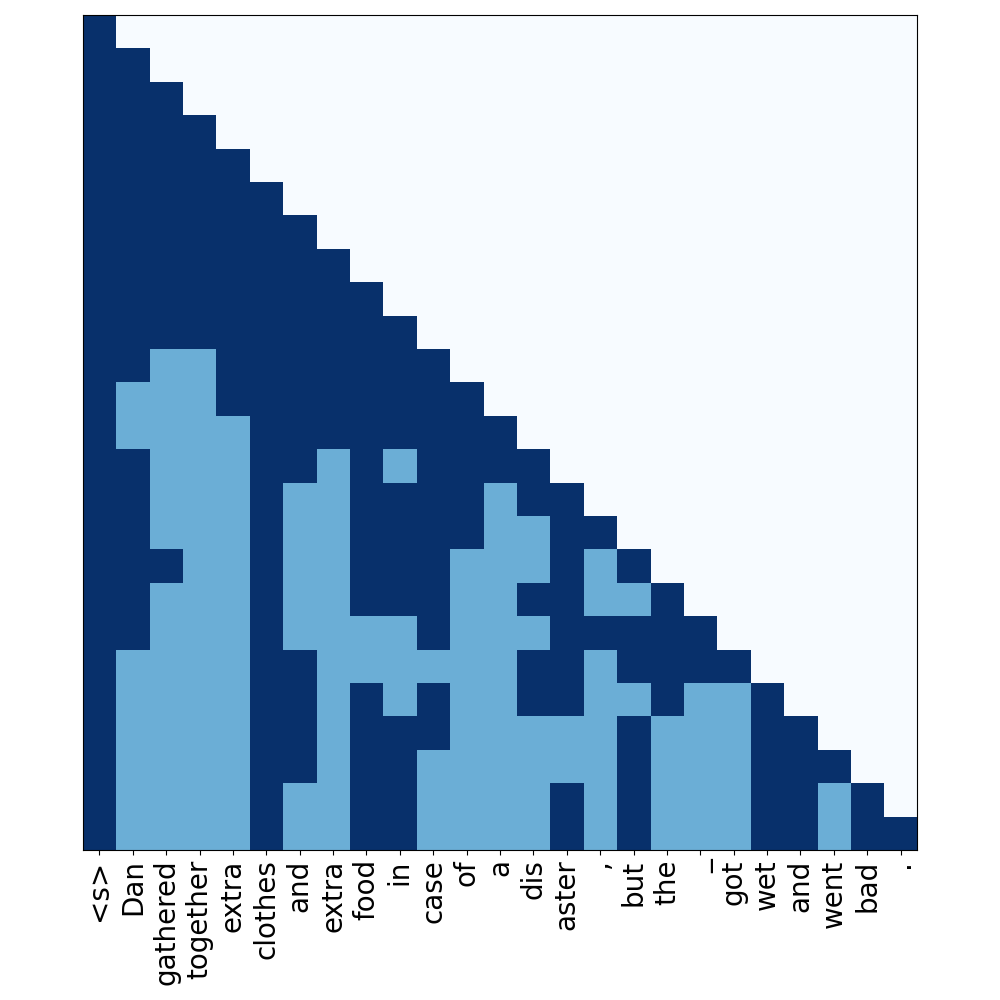 <s> Dan gathered together extra clothes and extra food in case of a dis aster , but the _ got wet and went bad .